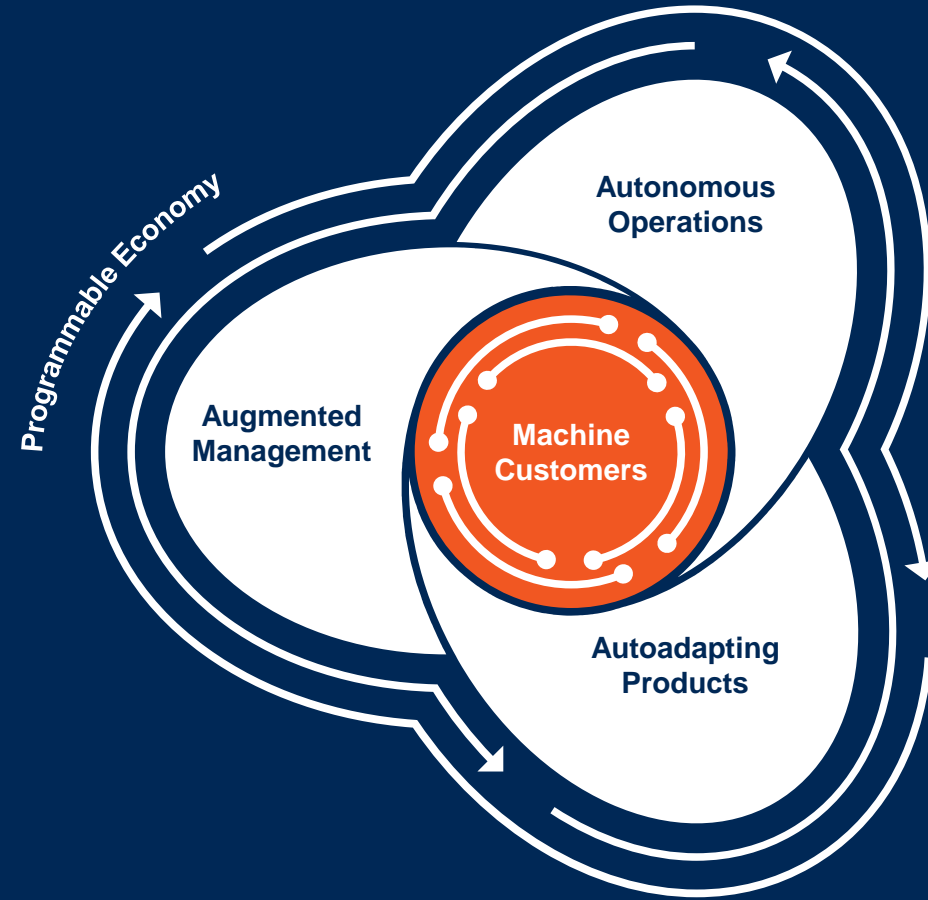 Programmable Economy
Autonomous
Operations
Augmented
Management
Machine
Customers
Autoadapting
Products